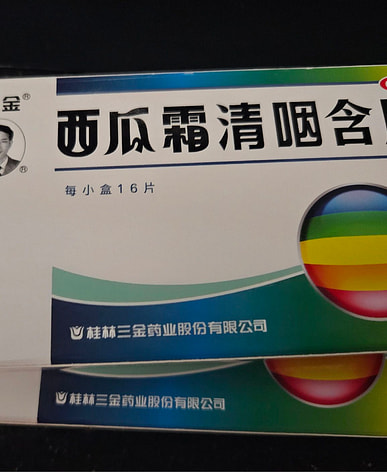 金®
西瓜霜清咽含
®
每小盒16片
桂林三金药业股份有限公司
桂林三金药业股份有限公司